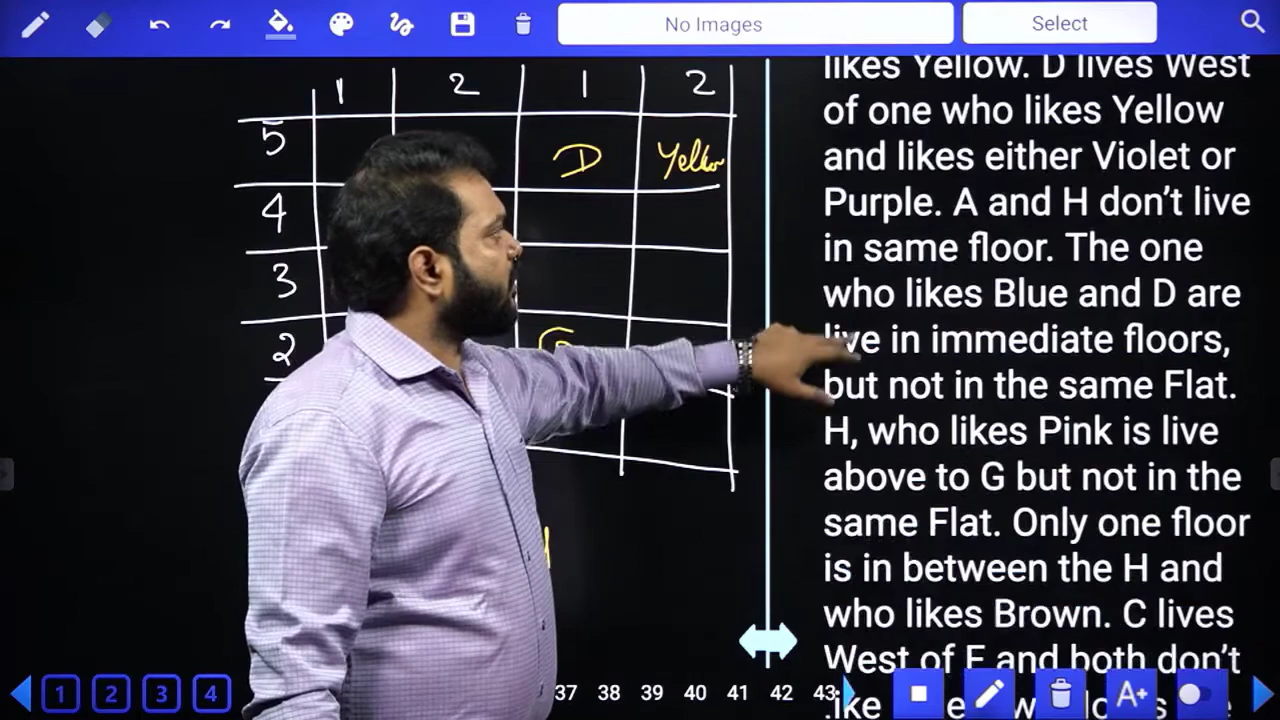 No Images
Select
1 2 1 2
5 D Yellow
4
3
2
likes Yellow. D lives West
of one who likes Yellow
and likes either Violet or
Purple. A and H don’t live
in same floor. The one
who likes Blue and D are
live in immediate floors,
but not in the same Flat.
H, who likes Pink is live
above to G but not in the
same Flat. Only one floor
is in between the H and
who likes Brown. C lives
West of F and both don’t
1 2 3 4 37 38 39 40 41 42 43
A+